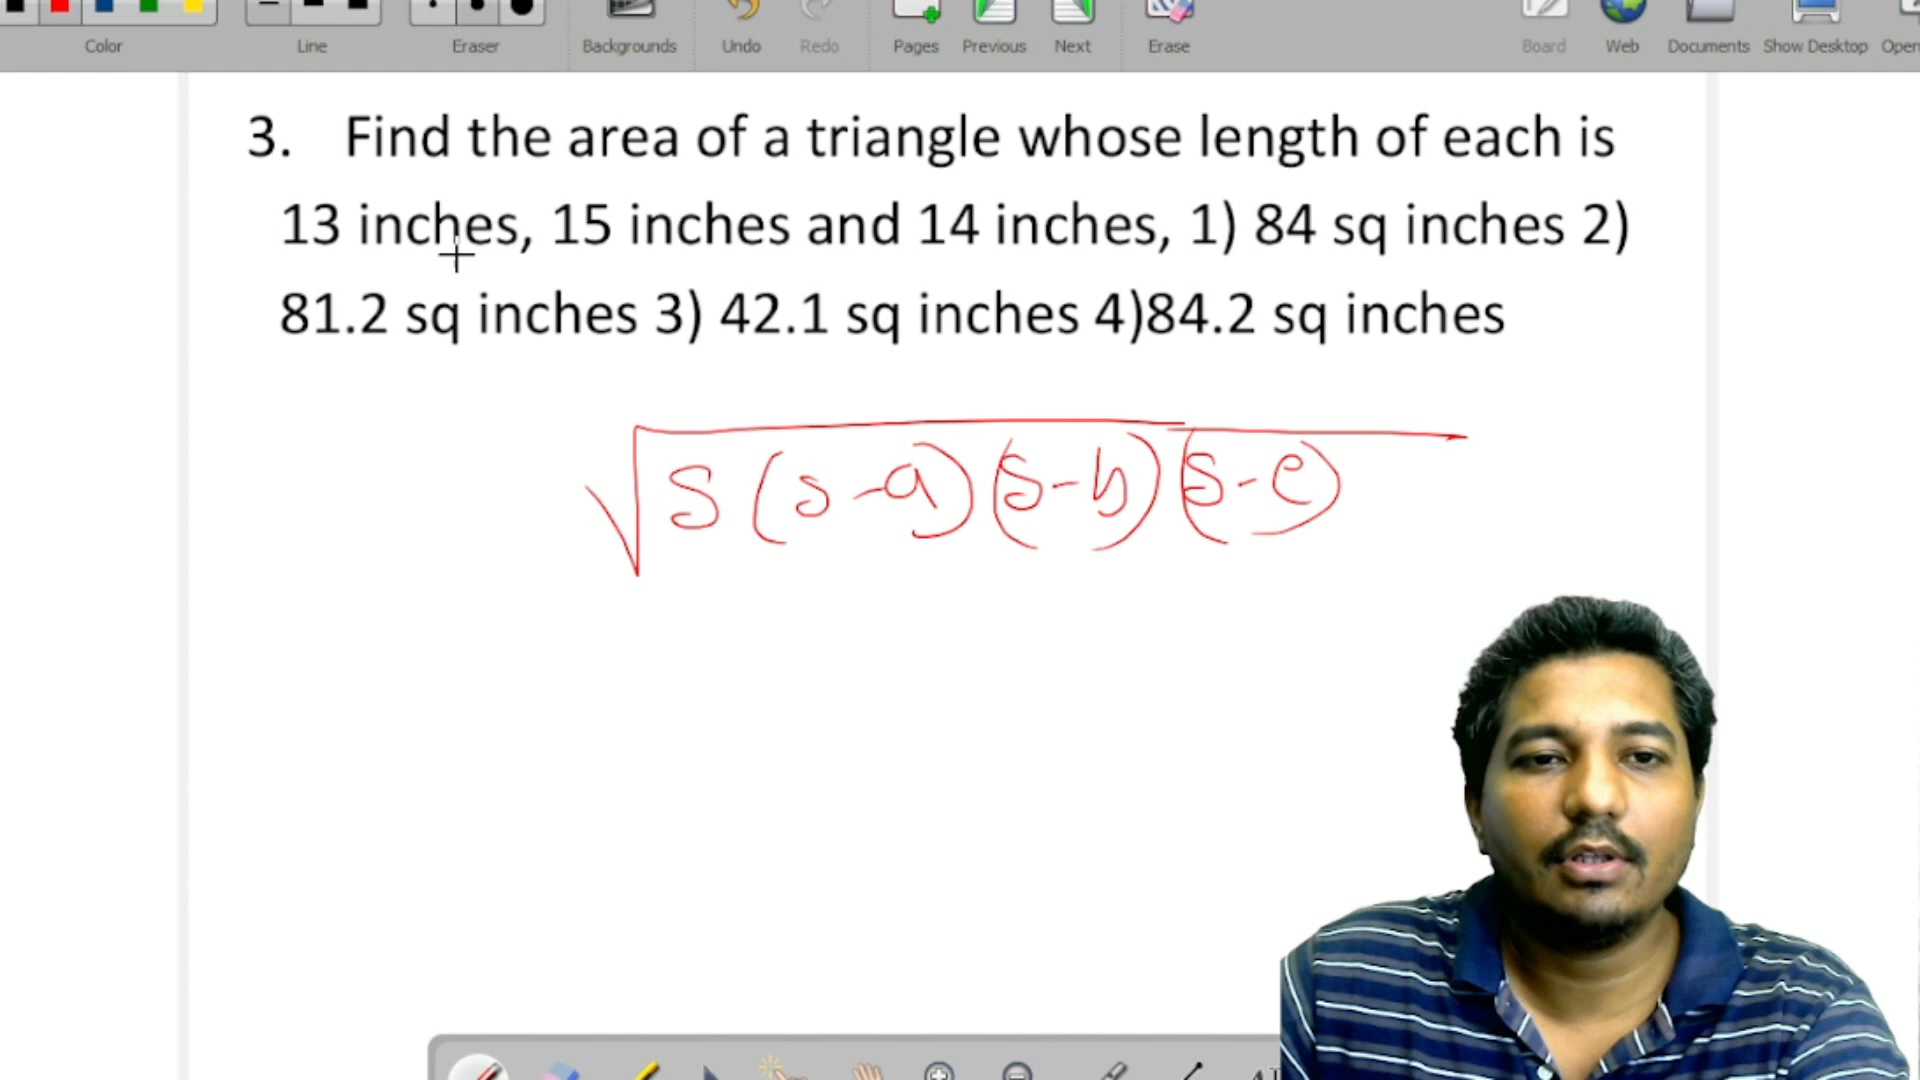 Color Line Eraser Backgrounds Undo Redo Pages Previous Next Erase Board Web Documents Show Desktop Open
3. Find the area of a triangle whose length of each is
13 inches, 15 inches and 14 inches, 1) 84 sq inches 2)
81.2 sq inches 3) 42.1 sq inches 4)84.2 sq inches
√S(s-a)(s-b)(s-c)